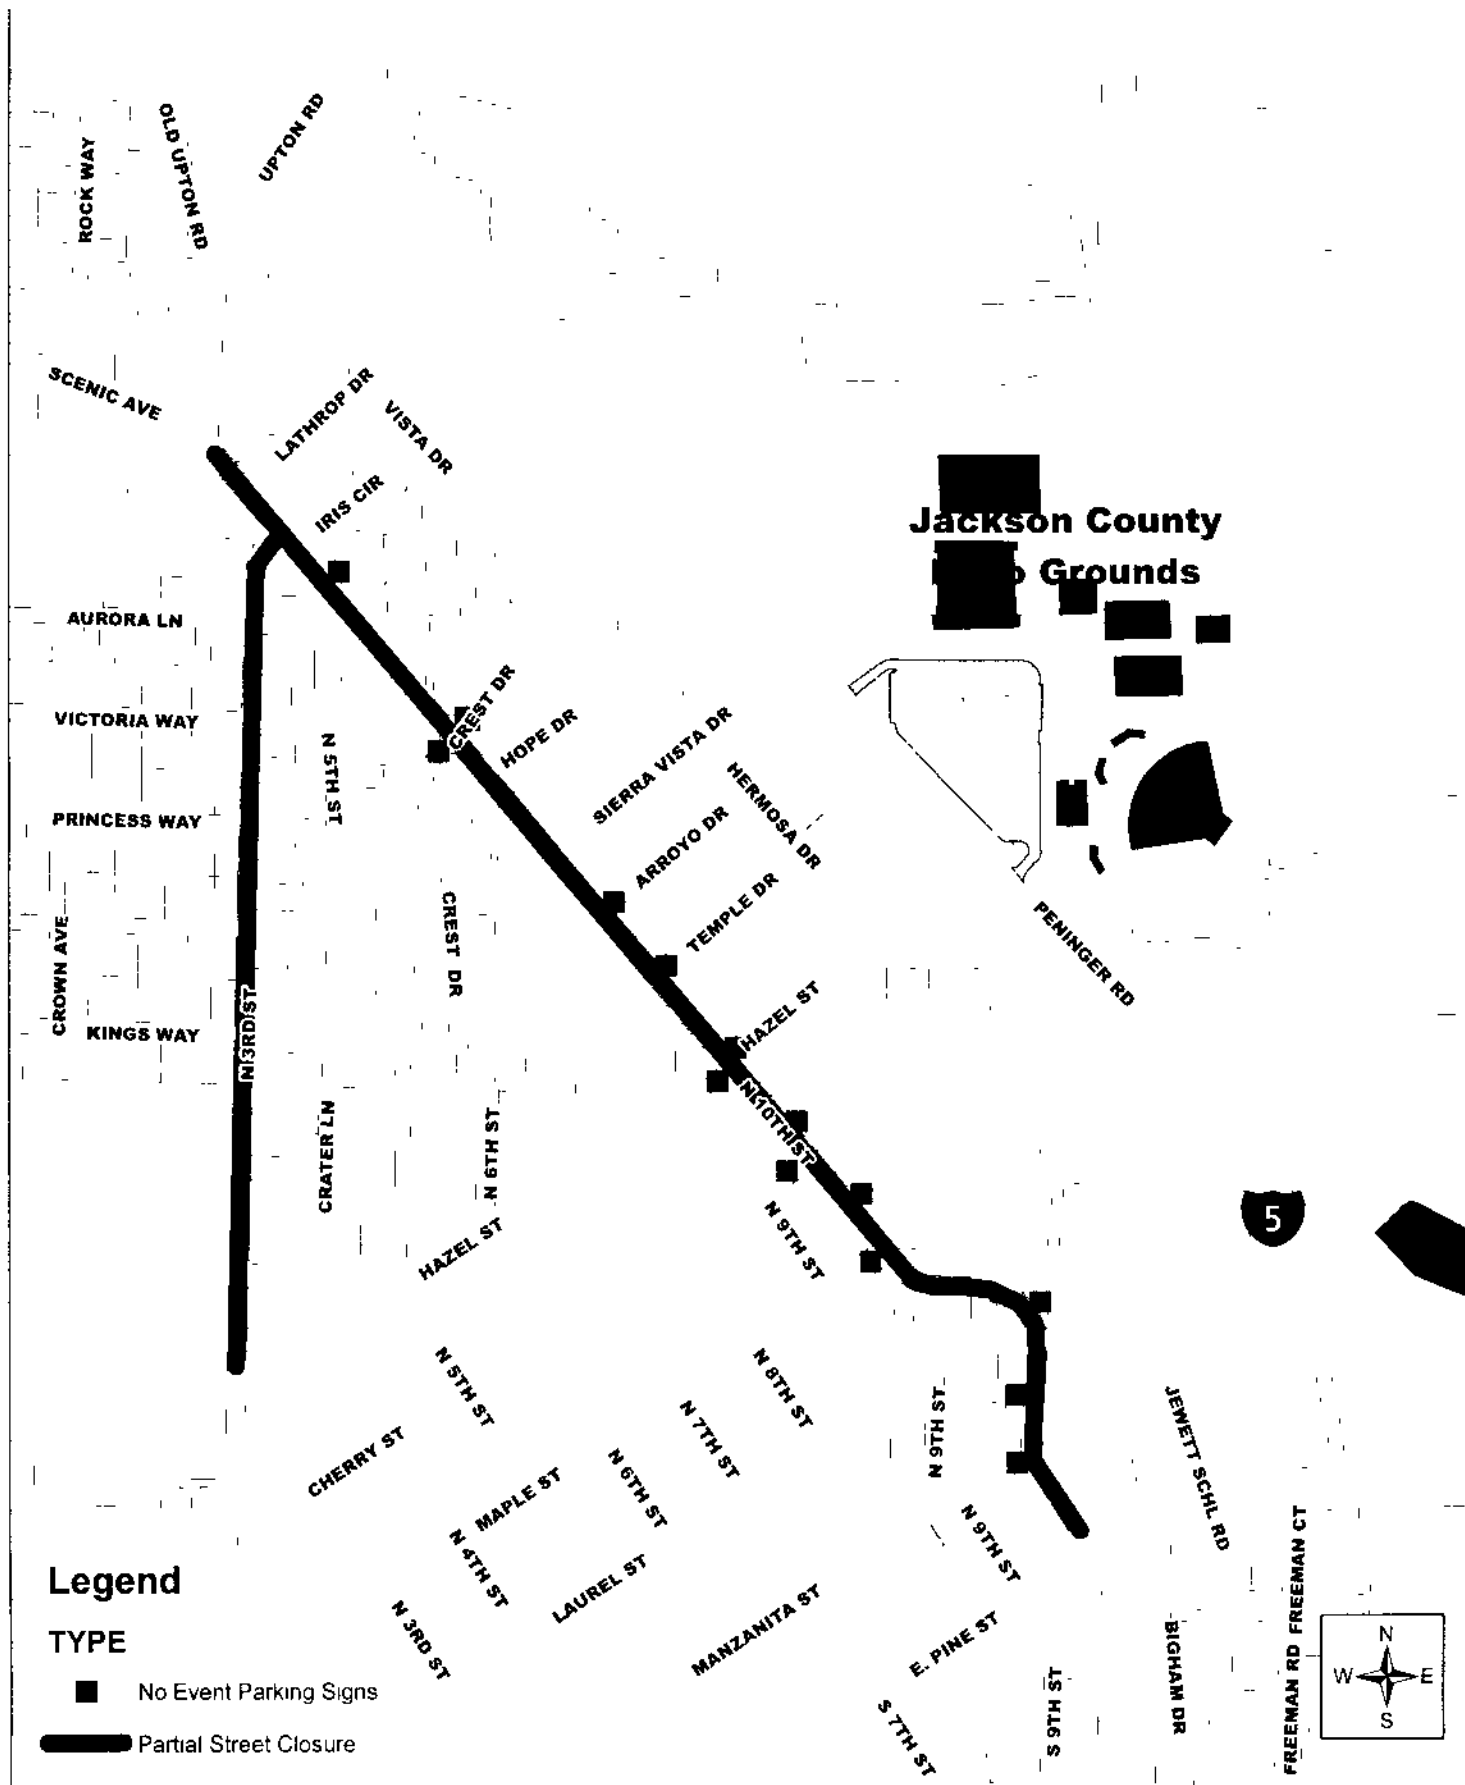 ROCK WAY
OLD UPTON RD
UPTON RD
SCENIC AVE
LATHROP DR
VISTA DR
IRIS CIR
Jackson County
Grounds
AURORA LN
CREST DR
HOPE DR
VICTORIA WAY
SIERRA VISTA DR
N 5TH ST
HERMOSA DR
PRINCESS WAY
ARROYO DR
TEMPLE DR
CREST DR
PENINGER RD
CROWN AVE
HAZEL ST
KINGS WAY
N 3RD ST
N 10TH ST
CRATER LN
N 6TH ST
N 9TH ST
5
HAZEL ST
N 5TH ST
N 8TH ST
N 7TH ST
N 9TH ST
JEWETT SCHL RD
CHERRY ST
N 6TH ST
MAPLE ST
N 9TH ST
FREEMAN CT
N 4TH ST
LAUREL ST
MANZANITA ST
E. PINE ST
N 3RD ST
BIGHAM DR
FREEMAN RD
S 9TH ST
S 7TH ST
Legend
TYPE
No Event Parking Signs
Partial Street Closure
N
W
E
S